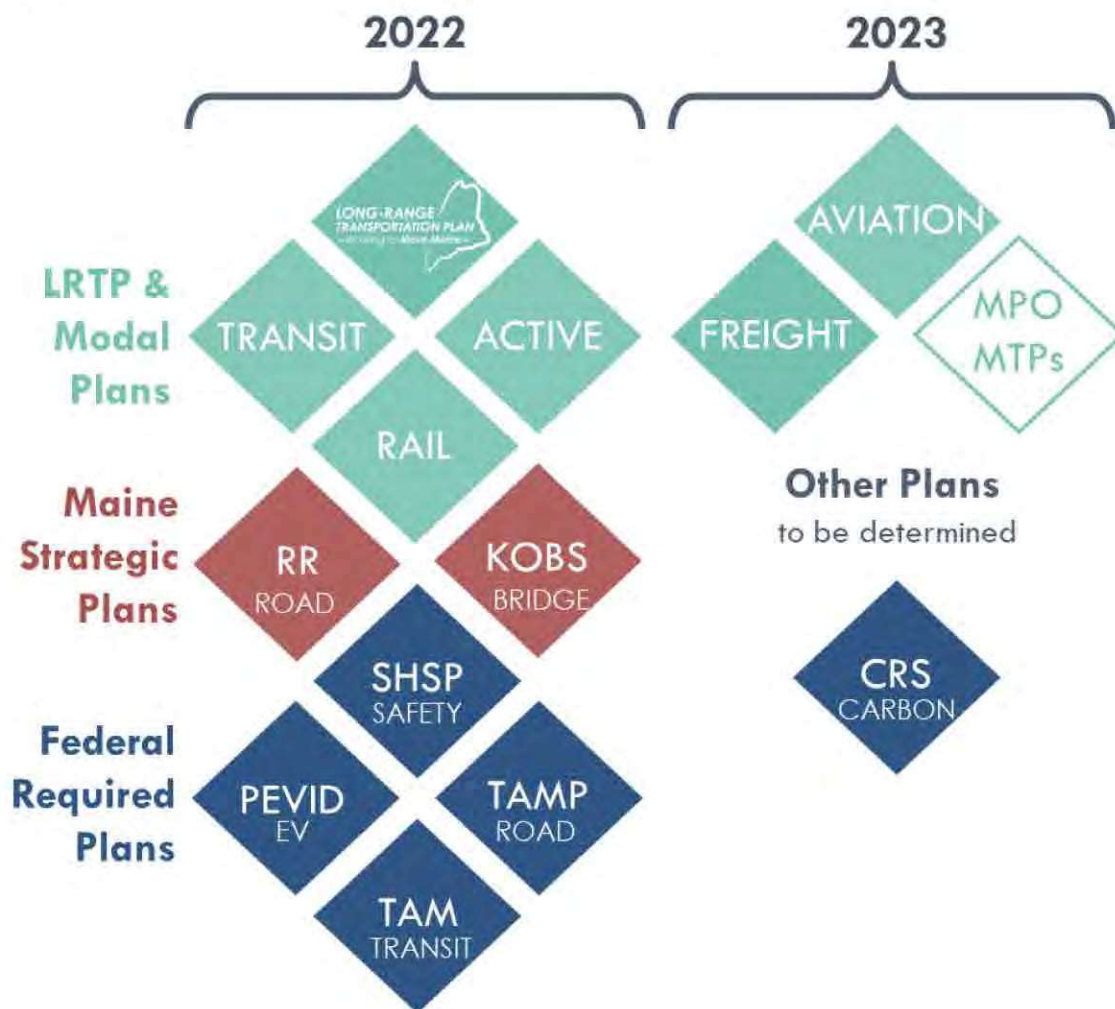 2022
2023
LONG-RANGE
TRANSPORTATION PLAN
AVIATION
LRTP &
Modal
Plans
TRANSIT
ACTIVE
FREIGHT
MPO
MTPs
RAIL
Other Plans
to be determined
Maine
Strategic
Plans
RR
ROAD
KOBS
BRIDGE
SHSP
SAFETY
CRS
CARBON
Federal
Required
Plans
PEVID
EV
TAMP
ROAD
TAM
TRANSIT